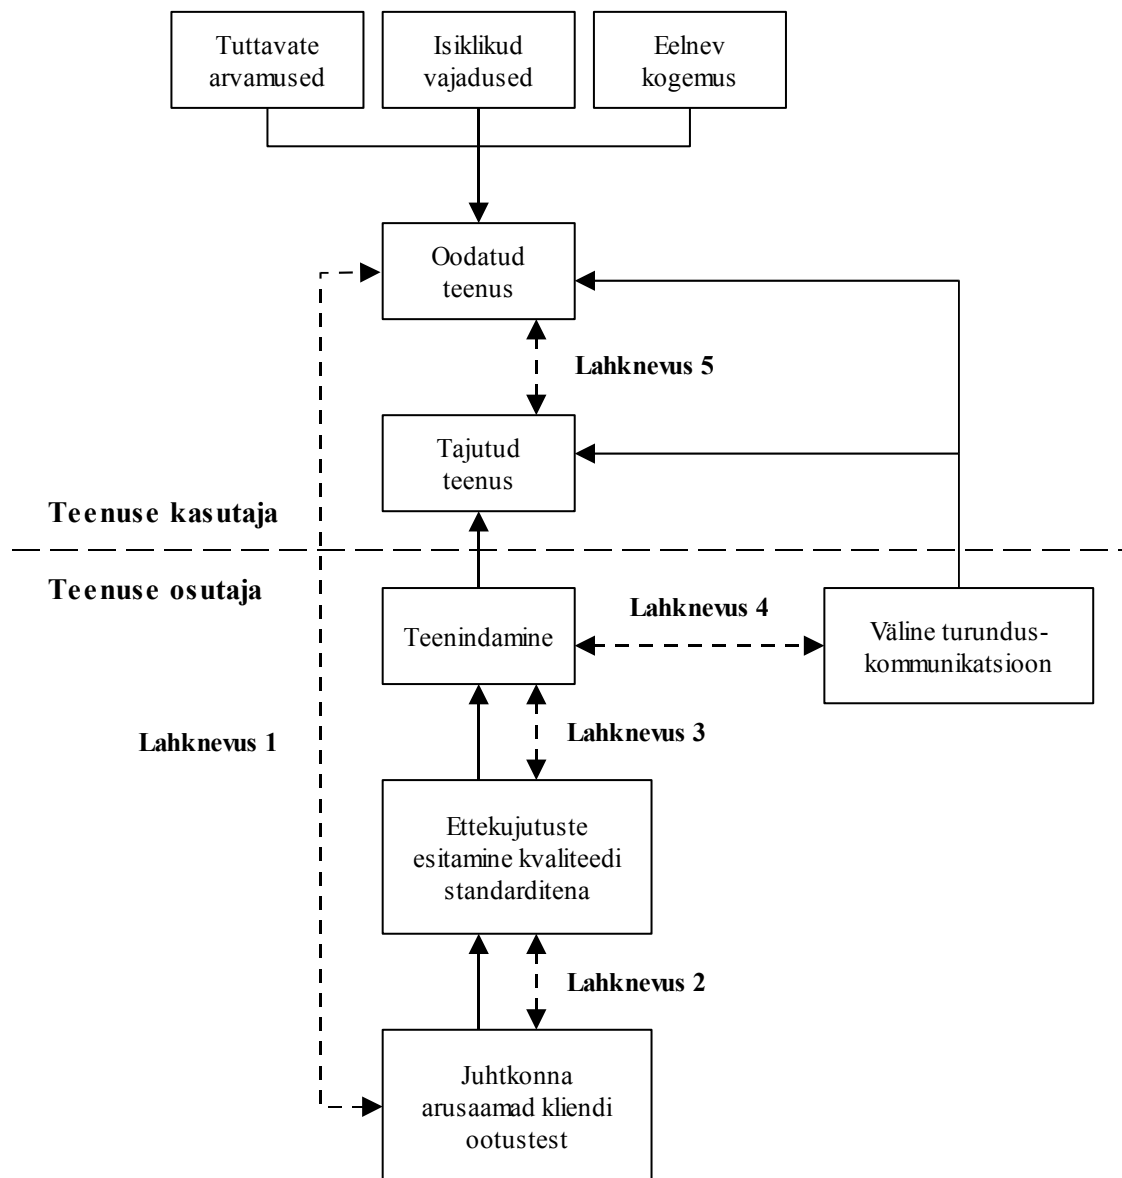 Tuttavate
arvamused
Isiklikud
vajadused
Eelnev
kogemus
Oodatud
teenus
Lahknevus 5
Tajutud
teenus
Teenuse kasutaja
Teenuse osutaja
Teenindamine
Lahknevus 4
Väline turundus-
kommunikatsioon
Lahknevus 1
Lahknevus 3
Ettekujutuste
esitamine kvaliteedi
standarditena
Lahknevus 2
Juhtkonna
arusaamad kliendi
ootustest